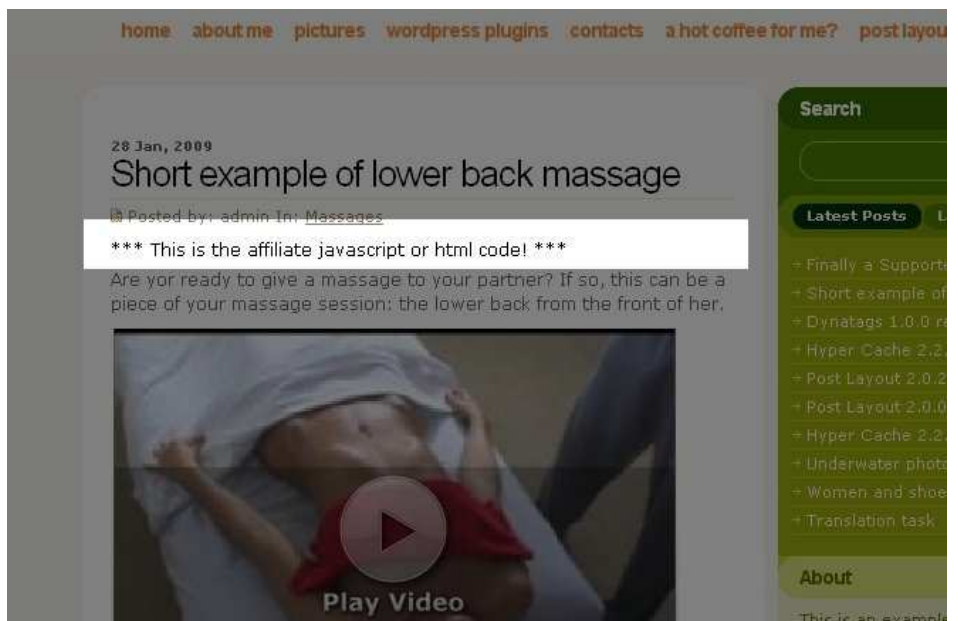 home about me pictures wordpress plugins contacts a hot coffee for me? post layou
28 Jan, 2009
Short example of lower back massage
Posted by: admin In: Massages
*** This is the affiliate javascript or html code! ***
Are yor ready to give a massage to your partner? If so, this can be a
piece of your massage session: the lower back from the front of her.
Play Video
Search
Latest Posts L
+ Finally a Supporte
+ Short example of
+ Dynatags 1.0.0 re
+ Hyper Cache 2.2.
+ Post Layout 2.0.2
+ Post Layout 2.0.0
+ Hyper Cache 2.2.
+ Underwater photo
+ Women and shoe
+ Translation task
About
This is an example